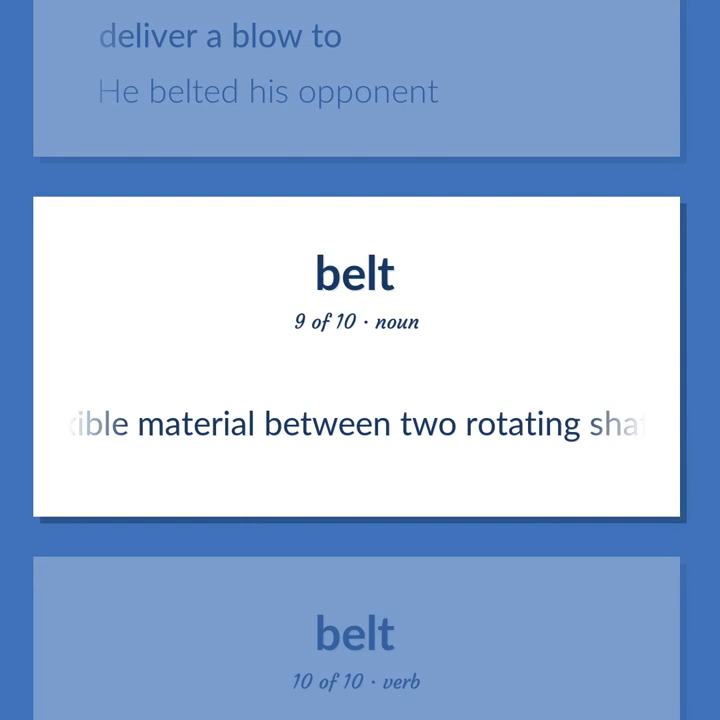 deliver a blow to
He belted his opponent
belt
9 of 10 · noun
material between two rotating
belt
10 of 10 · verb